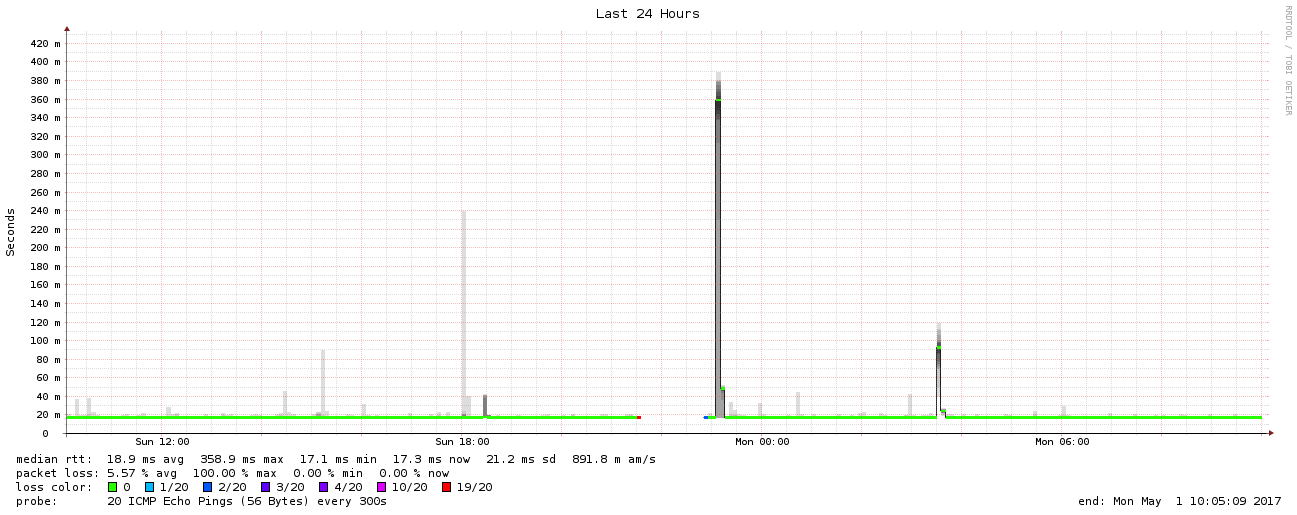 Last 24 Hours
RRDTOOL / TOBI OETIKER
Seconds
420 m
400 m
380 m
360 m
340 m
320 m
300 m
280 m
260 m
240 m
220 m
200 m
180 m
160 m
140 m
120 m
100 m
80 m
60 m
40 m
20 m
0
Sun 12:00 Sun 18:00 Mon 00:00 Mon 06:00
median rtt: 18.9 ms avg 358.9 ms max 17.1 ms min 17.3 ms now 21.2 ms sd 891.8 m am/s
packet loss: 5.57 % avg 100.00 % max 0.00 % min 0.00 % now
loss color: 0 1/20 2/20 3/20 4/20 10/20 19/20
probe: 20 ICMP Echo Pings (56 Bytes) every 300s end: Mon May 1 10:05:09 2017